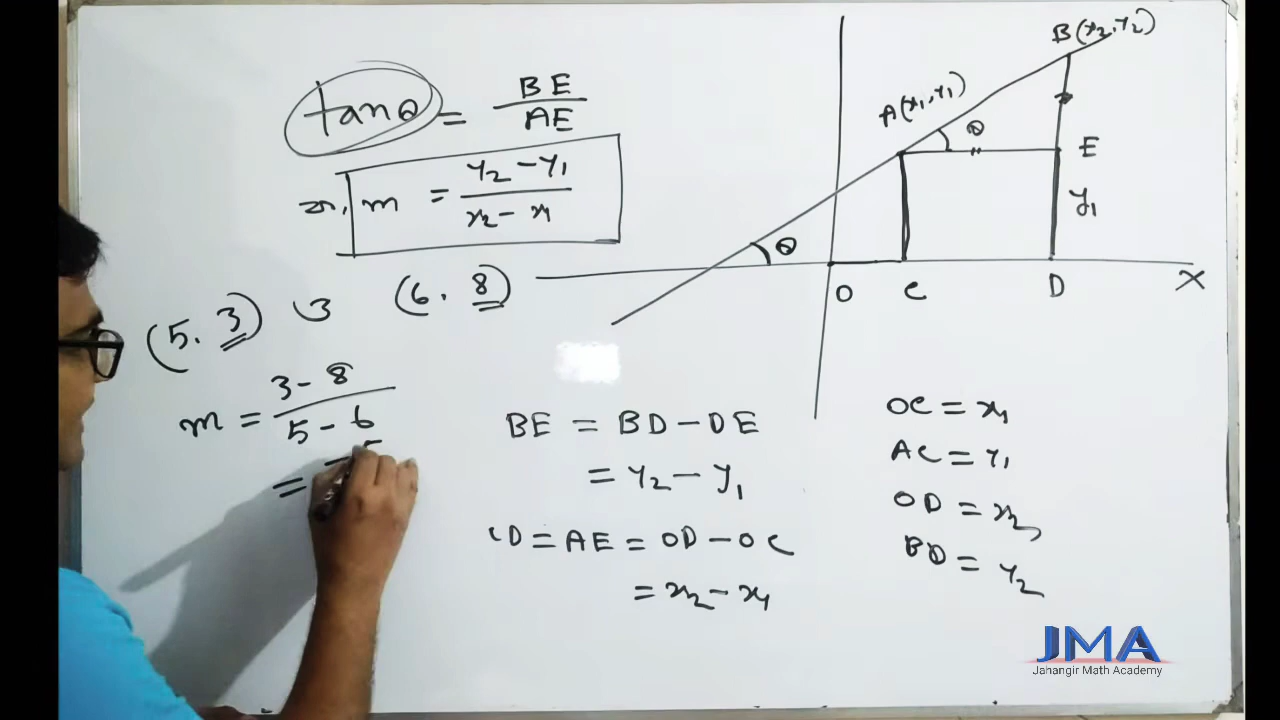 tanθ = BE/AE
বা, m = y₂ - y₁ / x₂ - x₁
(5, 3) ও (6, 8)
m = 3 - 8 / 5 - 6
= -5
BE = BD - DE
= y₂ - y₁
CD = AE = OD - OC
= x₂ - x₁
B(x₂, y₂)
A(x₁, y₁)
θ
E
y₁
θ
O
C
D
X
OC = x₁
AC = y₁
OD = x₂
BD = y₂
JMA
Jahangir Math Academy